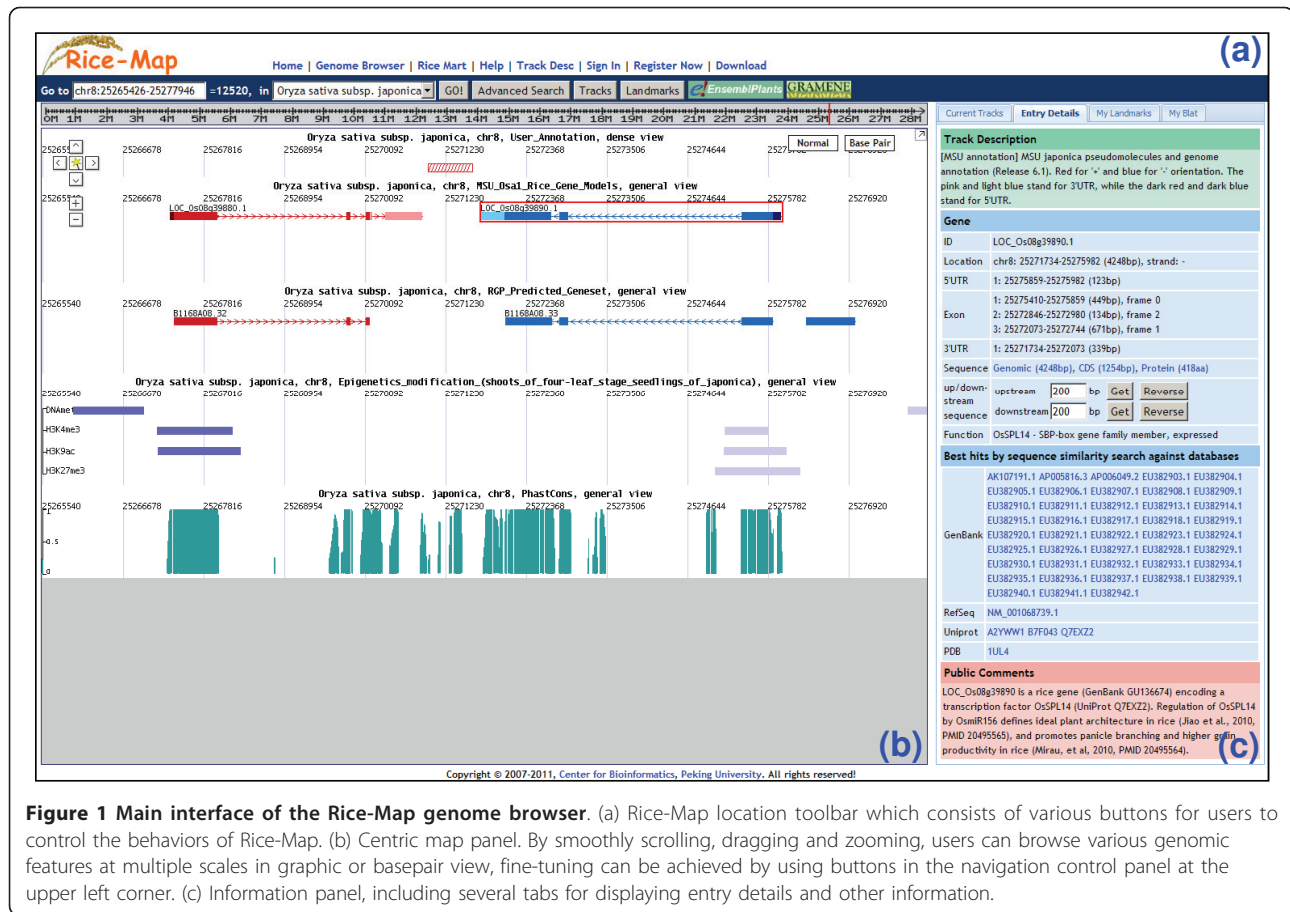 Rice-Map
(a)
Home | Genome Browser | Rice Mart | Help | Track Desc | Sign In | Register Now | Download
Go to chr8:25265426-25277946 =12520, in Oryza sativa subsp. japonica GO! Advanced Search Tracks Landmarks e! EnsemblPlants GRAMENE
0M 1M 2M 3M 4M 5M 6M 7M 8M 9M 10M 11M 12M 13M 14M 15M 16M 17M 18M 19M 20M 21M 22M 23M 24M 25M 26M 27M 28M
Oryza sativa subsp. japonica, chr8, User_Annotation, dense view
Normal Base Pair
25266678 25267816 25268954 25270092 25271230 25272368 25273506 25274644
Oryza sativa subsp. japonica, chr8, MSU_Osa1_Rice_Gene_Models, general view
25266678 25267816 25268954 25270092 25271230 25272368 25273506 25274644 25275782 25276920
LOC_Os08g39880.1 LOC_Os08g39890.1
Oryza sativa subsp. japonica, chr8, RGP_Predicted_Geneset, general view
25265540 25266678 25267816 25268954 25270092 25271230 25272368 25273506 25274644 25275782 25276920
B1168A08.32 B1168A08.33
Oryza sativa subsp. japonica, chr8, Epigenetics_modification_(shoots_of_four-leaf_stage_seedlings_of_japonica), general view
25265540 25266678 25267816 25268954 25270092 25271230 25272368 25273506 25274644 25275782 25276920
DNAmet
H3K4me3
H3K9ac
H3K27me3
Oryza sativa subsp. japonica, chr8, PhastCons, general view
25265540 25266678 25267816 25268954 25270092 25271230 25272368 25273506 25274644 25275782 25276920
1
0.5
0
(b)
Current Tracks Entry Details My Landmarks My Blat
Track Description
[MSU annotation] MSU japonica pseudomolecules and genome
annotation (Release 6.1). Red for '+' and blue for '-' orientation. The
pink and light blue stand for 3'UTR, while the dark red and dark blue
stand for 5'UTR.
Gene
ID LOC_Os08g39890.1
Location chr8: 25271734-25275982 (4248bp), strand: -
5'UTR 1: 25275859-25275982 (123bp)
1: 25275410-25275859 (449bp), frame 0
Exon 2: 25272846-25272980 (134bp), frame 2
3: 25272073-25272744 (671bp), frame 1
3'UTR 1: 25271734-25272073 (339bp)
Sequence Genomic (4248bp), CDS (1254bp), Protein (418aa)
up/down-stream sequence
upstream 200 bp Get Reverse
downstream 200 bp Get Reverse
Function OsSPL14 - SBP-box gene family member, expressed
Best hits by sequence similarity search against databases
GenBank
AK107191.1 AP005816.3 AP006049.2 EU382903.1 EU382904.1
EU382905.1 EU382906.1 EU382907.1 EU382908.1 EU382909.1
EU382910.1 EU382911.1 EU382912.1 EU382913.1 EU382914.1
EU382915.1 EU382916.1 EU382917.1 EU382918.1 EU382919.1
EU382920.1 EU382921.1 EU382922.1 EU382923.1 EU382924.1
EU382925.1 EU382926.1 EU382927.1 EU382928.1 EU382929.1
EU382930.1 EU382931.1 EU382932.1 EU382933.1 EU382934.1
EU382935.1 EU382936.1 EU382937.1 EU382938.1 EU382939.1
EU382940.1 EU382941.1 EU382942.1
RefSeq NM_001068739.1
Uniprot A2YWW1 B7F043 Q7EXZ2
PDB 1UL4
Public Comments
LOC_Os08g39890 is a rice gene (GenBank GU136674) encoding a
transcription factor OsSPL14 (UniProt Q7EXZ2). Regulation of OsSPL14
by OsmiR156 defines ideal plant architecture in rice (Jiao et al., 2010,
PMID 20495565), and promotes panicle branching and higher grain
productivity in rice (Mirau, et al, 2010, PMID 20495564).
(c)
Copyright © 2007-2011, Center for Bioinformatics, Peking University. All rights reserved!
Figure 1 Main interface of the Rice-Map genome browser. (a) Rice-Map location toolbar which consists of various buttons for users to
control the behaviors of Rice-Map. (b) Centric map panel. By smoothly scrolling, dragging and zooming, users can browse various genomic
features at multiple scales in graphic or basepair view, fine-tuning can be achieved by using buttons in the navigation control panel at the
upper left corner. (c) Information panel, including several tabs for displaying entry details and other information.